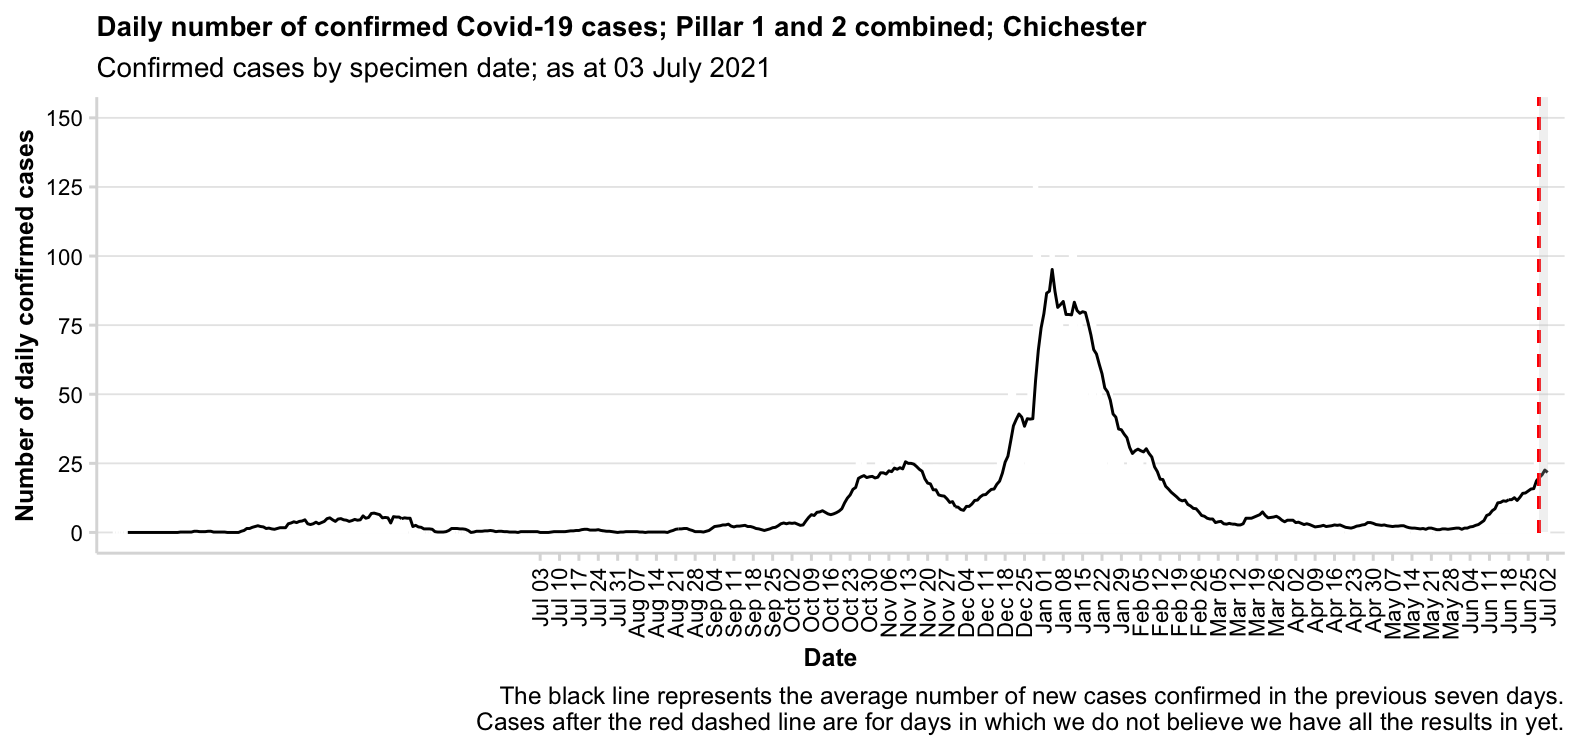 Daily number of confirmed Covid-19 cases; Pillar 1 and 2 combined; Chichester
Confirmed cases by specimen date; as at 03 July 2021
Number of daily confirmed cases
150
125
100
75
50
25
0
Jul 03
Jul 10
Jul 17
Jul 24
Jul 31
Aug 07
Aug 14
Aug 21
Aug 28
Sep 04
Sep 11
Sep 18
Sep 25
Oct 02
Oct 09
Oct 16
Oct 23
Oct 30
Nov 06
Nov 13
Nov 20
Nov 27
Dec 04
Dec 11
Dec 18
Dec 25
Jan 01
Jan 08
Jan 15
Jan 22
Jan 29
Feb 05
Feb 12
Feb 19
Feb 26
Mar 05
Mar 12
Mar 19
Mar 26
Apr 02
Apr 09
Apr 16
Apr 23
Apr 30
May 07
May 14
May 21
May 28
Jun 04
Jun 11
Jun 18
Jun 25
Jul 02
Date
The black line represents the average number of new cases confirmed in the previous seven days.
Cases after the red dashed line are for days in which we do not believe we have all the results in yet.